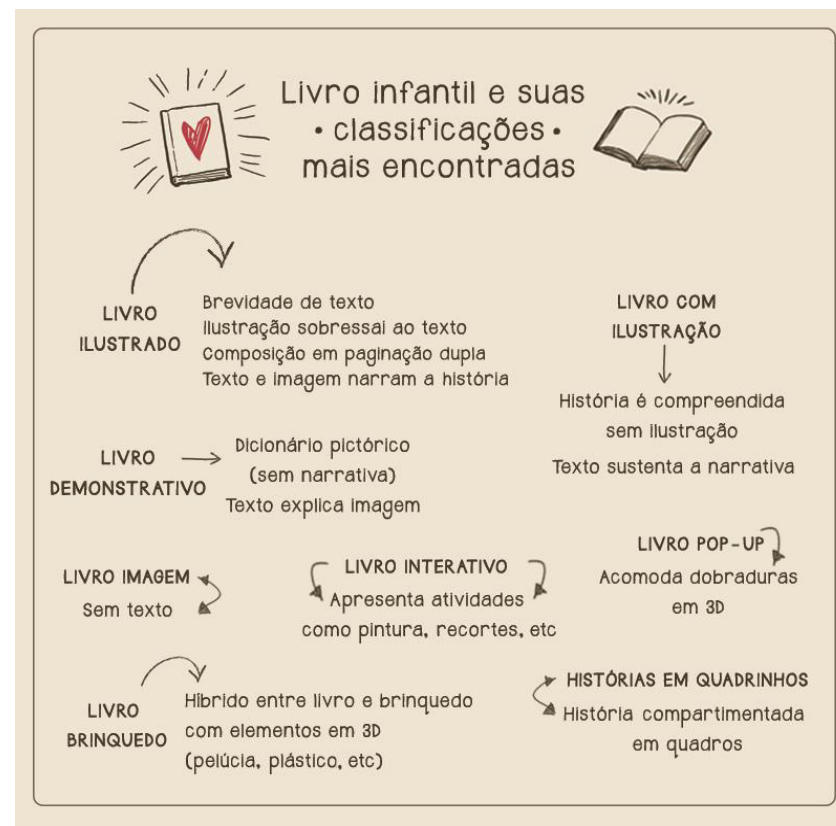 Livro infantil e suas
• classificações •
mais encontradas
LIVRO
ILUSTRADO
Brevidade de texto
Ilustração sobressai ao texto
Composição em paginação dupla
Texto e imagem narram a história
LIVRO COM
ILUSTRAÇÃO
História é compreendida
sem ilustração
Texto sustenta a narrativa
LIVRO
DEMONSTRATIVO
Dicionário pictórico
(sem narrativa)
Texto explica imagem
LIVRO IMAGEM
Sem texto
LIVRO INTERATIVO
Apresenta atividades
como pintura, recortes, etc
LIVRO POP-UP
Acomoda dobraduras
em 3D
LIVRO
BRINQUEDO
Híbrido entre livro e brinquedo
com elementos em 3D
(pelúcia, plástico, etc)
HISTÓRIAS EM QUADRINHOS
História compartimentada
em quadros